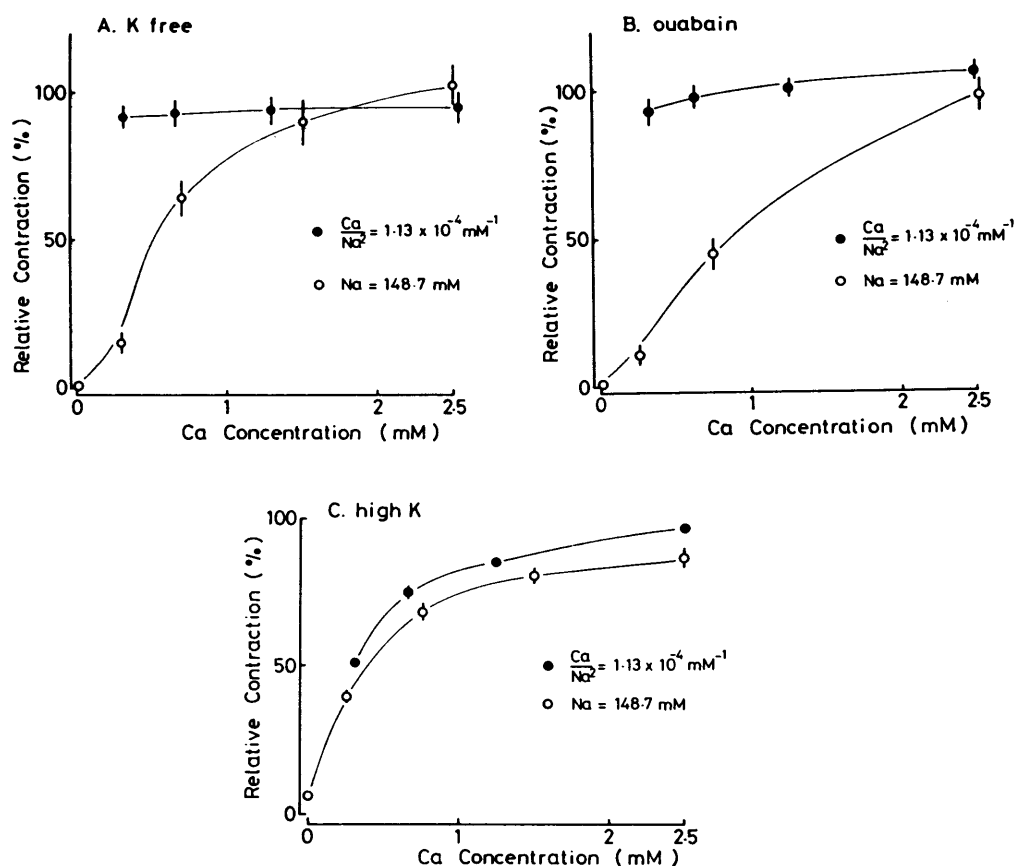 A. K free
100
50
0
0
1
2
2·5
Relative Contraction (%)
Ca Concentration (mM)
● Ca/Na² = 1·13 x 10⁻⁴ mM⁻¹
○ Na = 148·7 mM
B. ouabain
100
50
0
0
1
2
2·5
Relative Contraction (%)
Ca Concentration (mM)
● Ca/Na² = 1·13 x 10⁻⁴ mM⁻¹
○ Na = 148·7 mM
C. high K
100
50
0
0
1
2
2·5
Relative Contraction (%)
Ca Concentration (mM)
● Ca/Na² = 1·13 x 10⁻⁴ mM⁻¹
○ Na = 148·7 mM